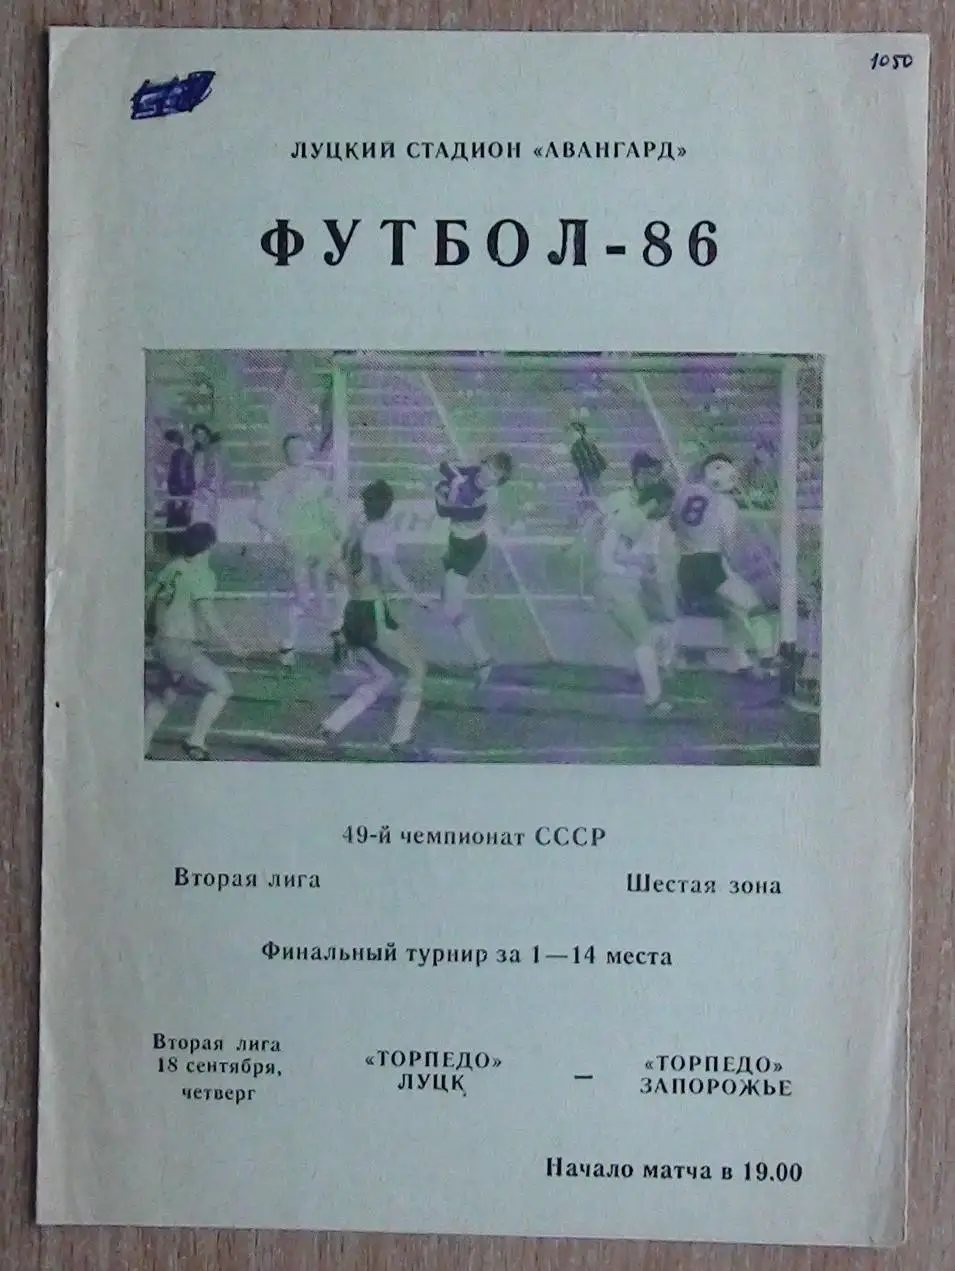 1050
ЛУЦКИЙ СТАДИОН «АВАНГАРД»
ФУТБОЛ-86
8
49-й чемпионат СССР
Вторая лига Шестая зона
Финальный турнир за 1—14 места
Вторая лига
18 сентября,
четверг
«ТОРПЕДО»
ЛУЦК
—
«ТОРПЕДО»
ЗАПОРОЖЬЕ
Начало матча в 19.00